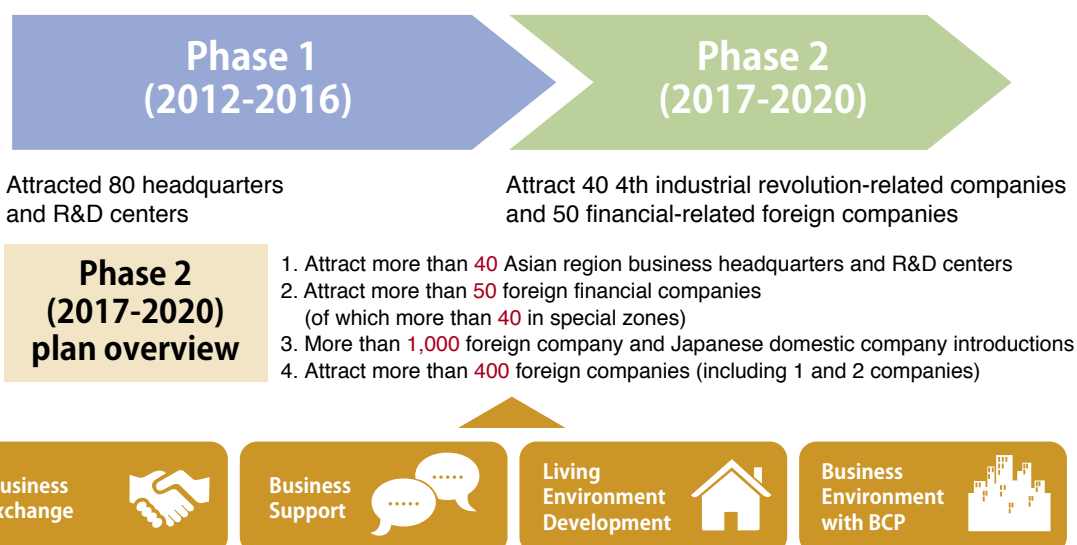 Phase 1
(2012-2016)
Phase 2
(2017-2020)
Attracted 80 headquarters
and R&D centers
Attract 40 4th industrial revolution-related companies
and 50 financial-related foreign companies
Phase 2
(2017-2020)
plan overview
1. Attract more than 40 Asian region business headquarters and R&D centers
2. Attract more than 50 foreign financial companies
(of which more than 40 in special zones)
3. More than 1,000 foreign company and Japanese domestic company introductions
4. Attract more than 400 foreign companies (including 1 and 2 companies)
usiness
xchange
Business
Support
Living
Environment
Development
Business
Environment
with BCP